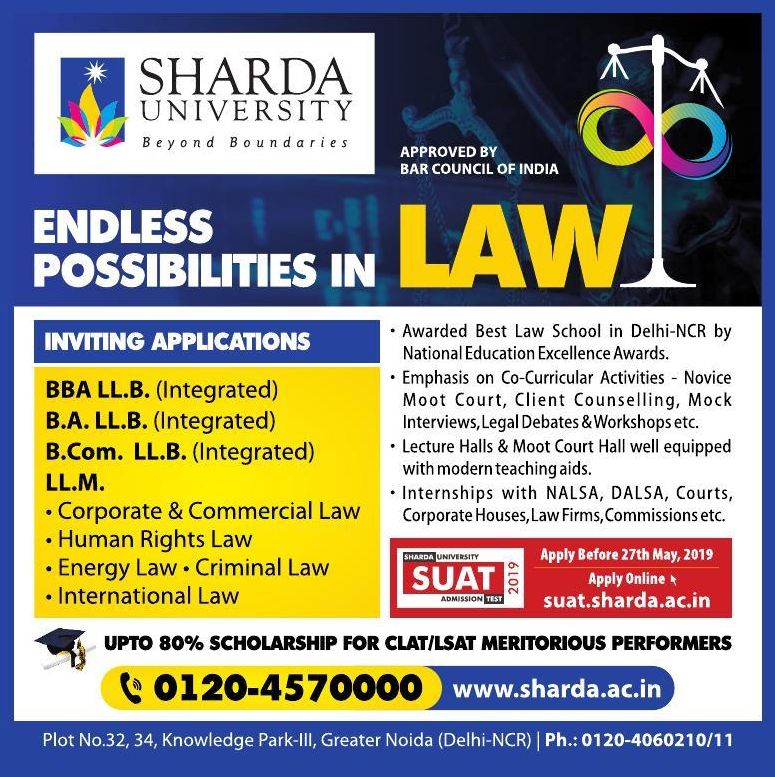 SHARDA
UNIVERSITY
Beyond Boundaries
APPROVED BY
BAR COUNCIL OF INDIA
ENDLESS
POSSIBILITIES IN
LAW
INVITING APPLICATIONS
BBA LL.B. (Integrated)
B.A. LL.B. (Integrated)
B.Com. LL.B. (Integrated)
LL.M.
• Corporate & Commercial Law
• Human Rights Law
• Energy Law • Criminal Law
• International Law
• Awarded Best Law School in Delhi-NCR by
National Education Excellence Awards.
• Emphasis on Co-Curricular Activities - Novice
Moot Court, Client Counselling, Mock
Interviews, Legal Debates & Workshops etc.
• Lecture Halls & Moot Court Hall well equipped
with modern teaching aids.
• Internships with NALSA, DALSA, Courts,
Corporate Houses, Law Firms, Commissions etc.
SHARDA UNIVERSITY
SUAT
2019
ADMISSION TEST
Apply Before 27th May, 2019
Apply Online
suat.sharda.ac.in
UPTO 80% SCHOLARSHIP FOR CLAT/LSAT MERITORIOUS PERFORMERS
0120-4570000 www.sharda.ac.in
Plot No.32, 34, Knowledge Park-III, Greater Noida (Delhi-NCR) | Ph.: 0120-4060210/11